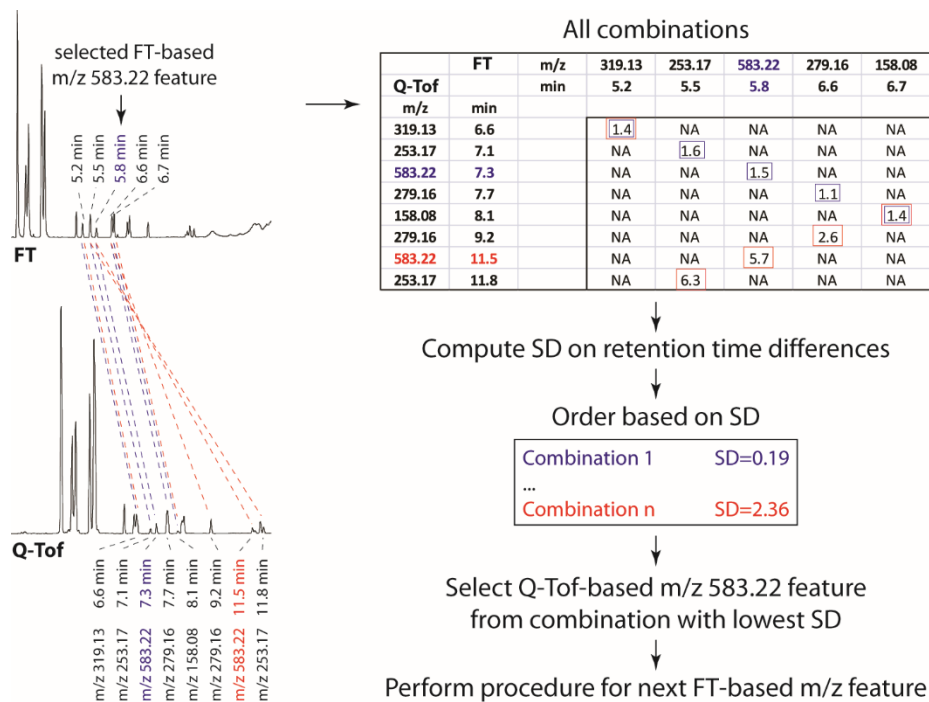 selected FT-based
m/z 583.22 feature
5.2 min
5.5 min
5.8 min
6.6 min
6.7 min
FT
Q-Tof
6.6 min
7.1 min
7.3 min
7.7 min
8.1 min
9.2 min
11.5 min
11.8 min
m/z 319.13
m/z 253.17
m/z 583.22
m/z 279.16
m/z 158.08
m/z 279.16
m/z 583.22
m/z 253.17
All combinations
FT m/z 319.13 253.17 583.22 279.16 158.08
Q-Tof min 5.2 5.5 5.8 6.6 6.7
m/z min
319.13 6.6 1.4 NA NA NA NA
253.17 7.1 NA 1.6 NA NA NA
583.22 7.3 NA NA 1.5 NA NA
279.16 7.7 NA NA NA 1.1 NA
158.08 8.1 NA NA NA NA 1.4
279.16 9.2 NA NA NA 2.6 NA
583.22 11.5 NA NA 5.7 NA NA
253.17 11.8 NA 6.3 NA NA NA
Compute SD on retention time differences
Order based on SD
Combination 1 SD=0.19
...
Combination n SD=2.36
Select Q-Tof-based m/z 583.22 feature
from combination with lowest SD
Perform procedure for next FT-based m/z feature